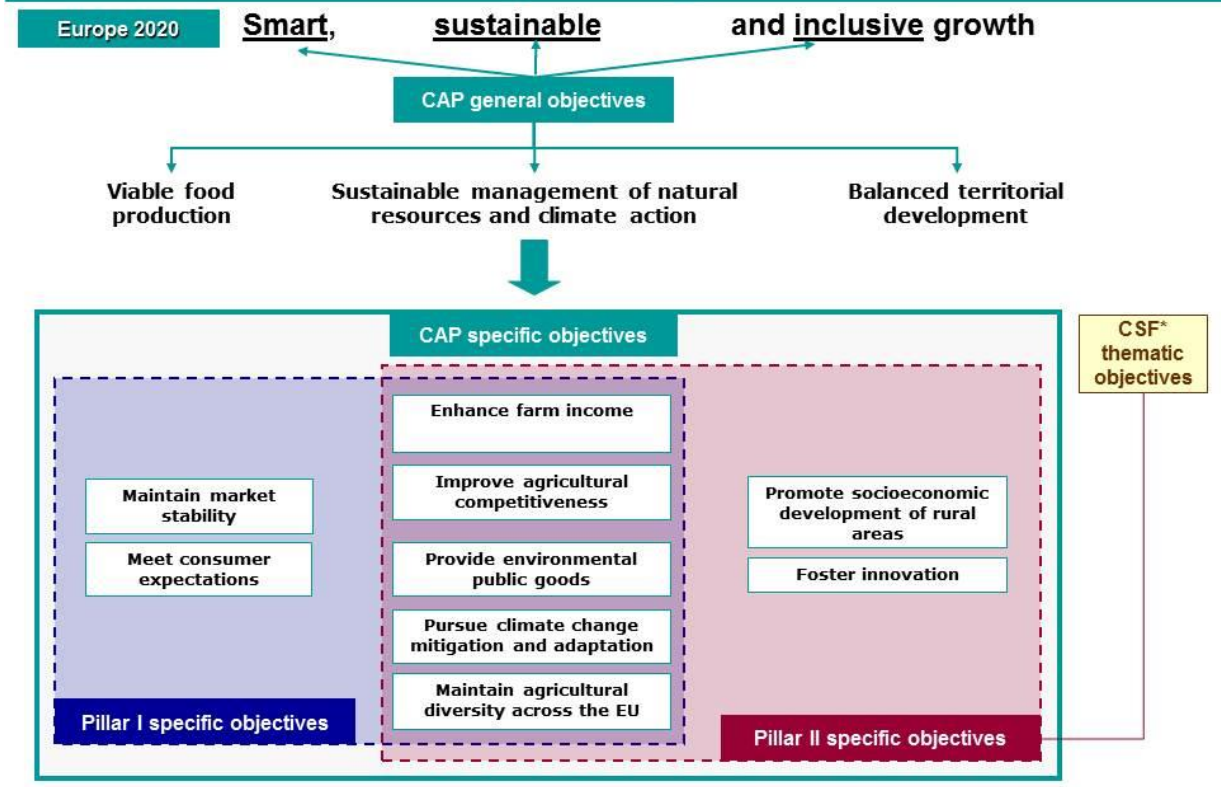 Europe 2020
Smart, sustainable and inclusive growth
CAP general objectives
Viable food
production
Sustainable management of natural
resources and climate action
Balanced territorial
development
CAP specific objectives
CSF*
thematic
objectives
Maintain market
stability
Meet consumer
expectations
Enhance farm income
Improve agricultural
competitiveness
Provide environmental
public goods
Pursue climate change
mitigation and adaptation
Maintain agricultural
diversity across the EU
Promote socioeconomic
development of rural
areas
Foster innovation
Pillar I specific objectives
Pillar II specific objectives